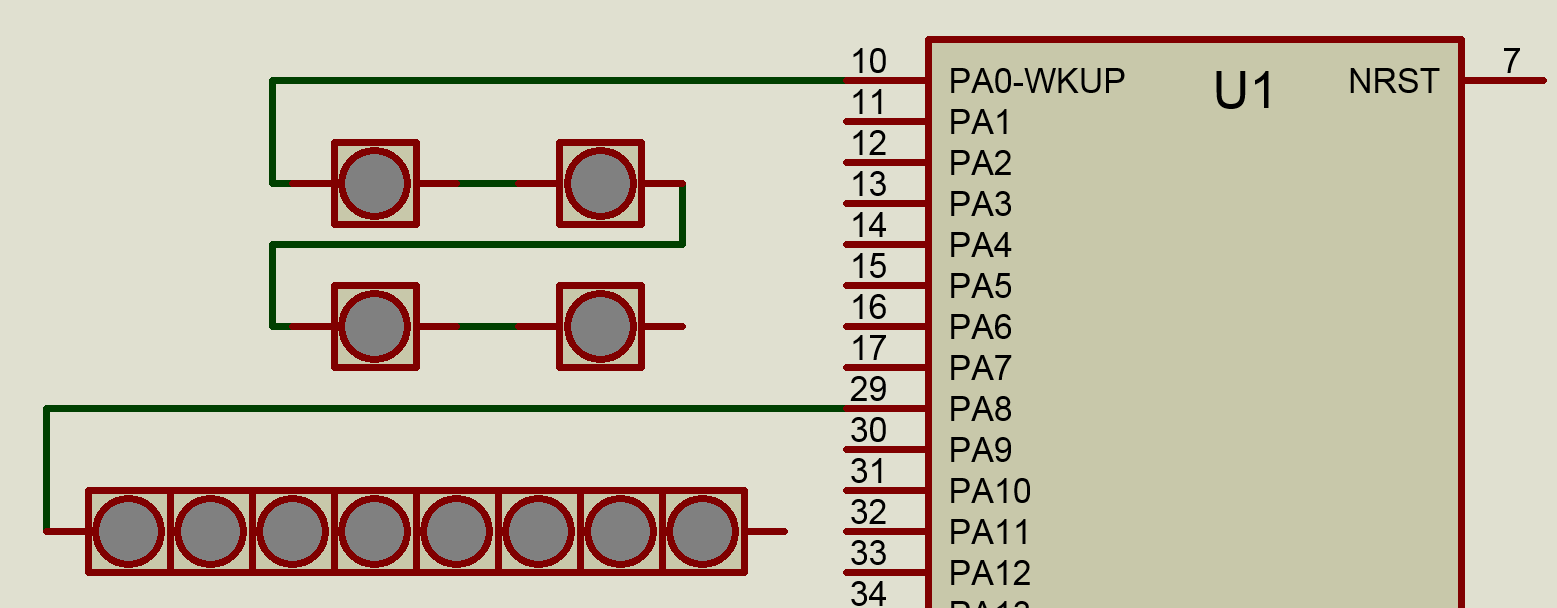 10 PA0-WKUP U1 NRST 7
11 PA1
12 PA2
13 PA3
14 PA4
15 PA5
16 PA6
17 PA7
29 PA8
30 PA9
31 PA10
32 PA11
33 PA12
34